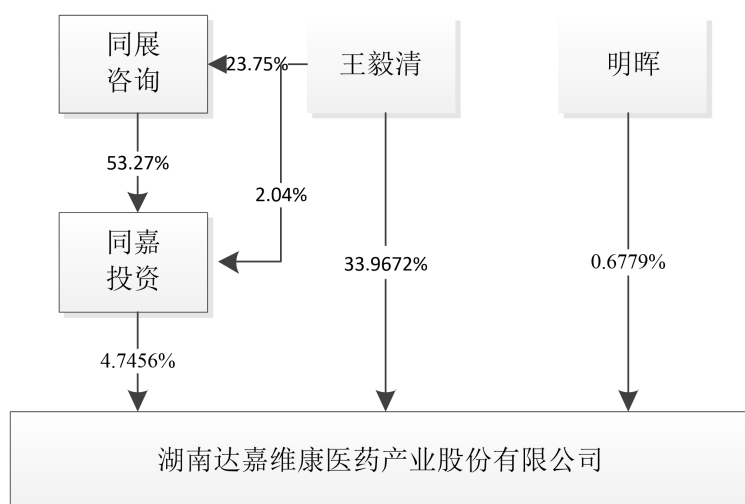 同展
咨询
23.75%
王毅清
明晖
53.27%
2.04%
同嘉
投资
33.9672%
0.6779%
4.7456%
湖南达嘉维康医药产业股份有限公司